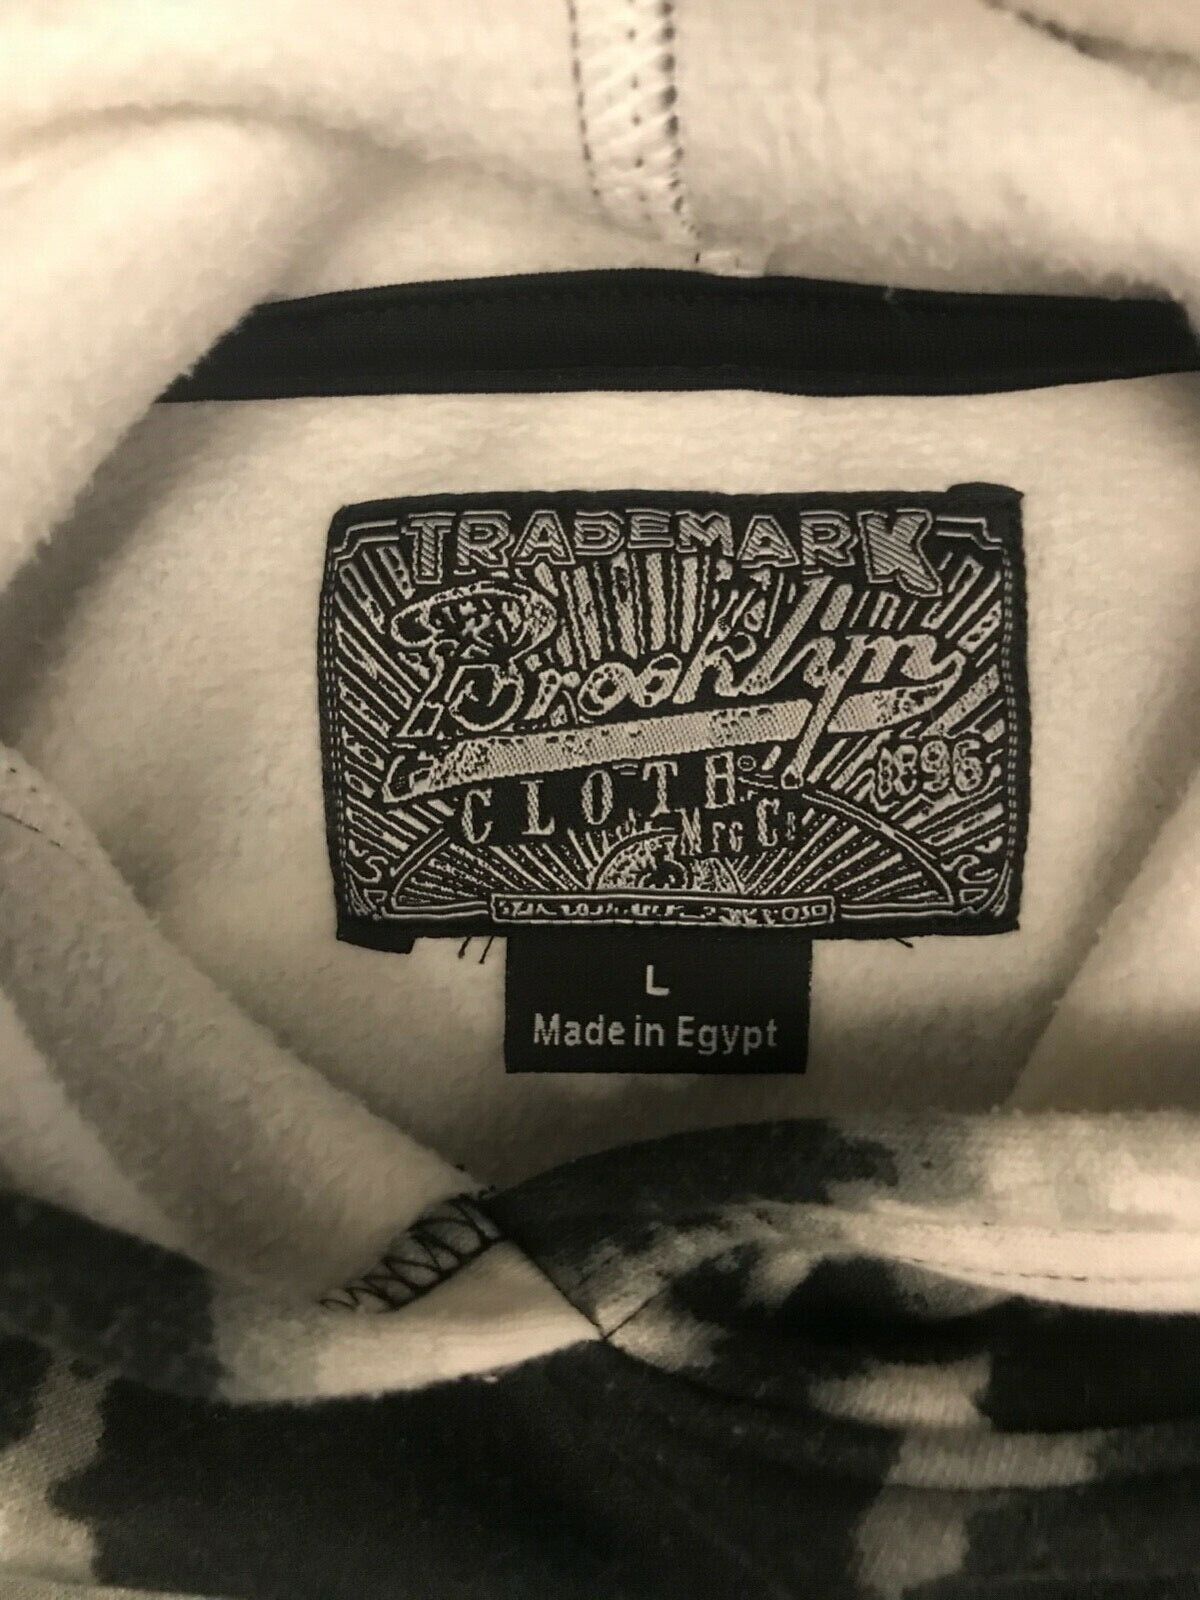 TRADEMARK
Brooklyn
CLOTH
1896
MFG Co
L
Made in Egypt